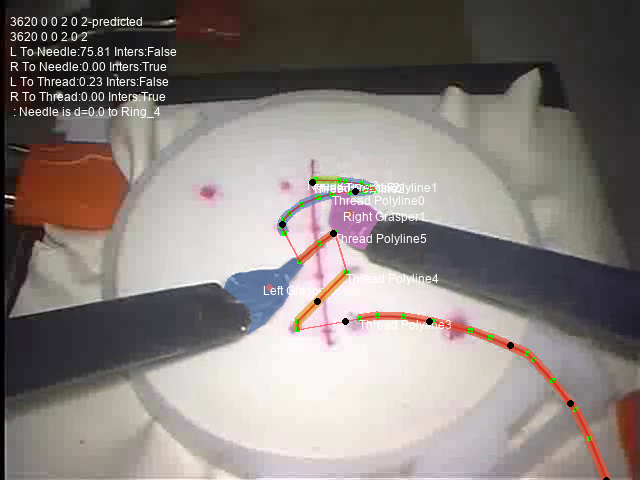 3620 0 0 2 0 2-predicted
3620 0 0 2 0 2
L To Needle:75.81 Inters:False
R To Needle:0.00 Inters:True
L To Thread:0.23 Inters:False
R To Thread:0.00 Inters:True
: Needle is d=0.0 to Ring_4
Thread Polyline0
Right Grasper1
Thread Polyline5
Thread Polyline4
Left Grasper
Thread Polyline3